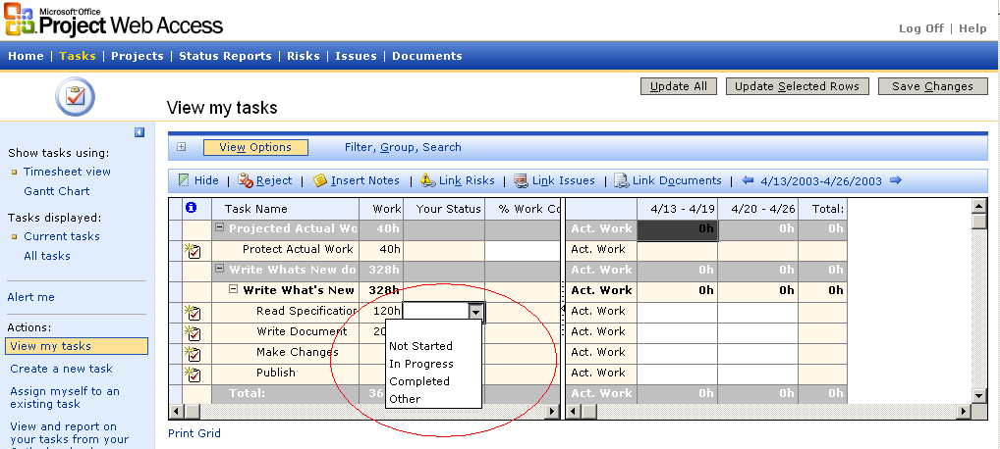 Microsoft Office
Project Web Access
Log Off | Help
Home | Tasks | Projects | Status Reports | Risks | Issues | Documents
Update All Update Selected Rows Save Changes
View my tasks
View Options Filter, Group, Search
Show tasks using:
Timesheet view
Gantt Chart
Tasks displayed:
Current tasks
All tasks
Alert me
Actions:
View my tasks
Create a new task
Assign myself to an
existing task
View and report on
your tasks from your
Hide | Reject | Insert Notes | Link Risks | Link Issues | Link Documents | 4/13/2003-4/26/2003
Task Name Work Your Status % Work Co 4/13 - 4/19 4/20 - 4/26 Total:
Projected Actual Wo 40h Act. Work 0h 0h 0h
Protect Actual Work 40h Act. Work
Write Whats New do 328h Act. Work 0h 0h 0h
Write What's New 328h Act. Work 0h 0h 0h
Read Specification 120h Act. Work
Write Document 20 Act. Work
Make Changes Act. Work
Publish Act. Work
Total: 36 Act. Work 0h 0h 0h
Not Started
In Progress
Completed
Other
Print Grid